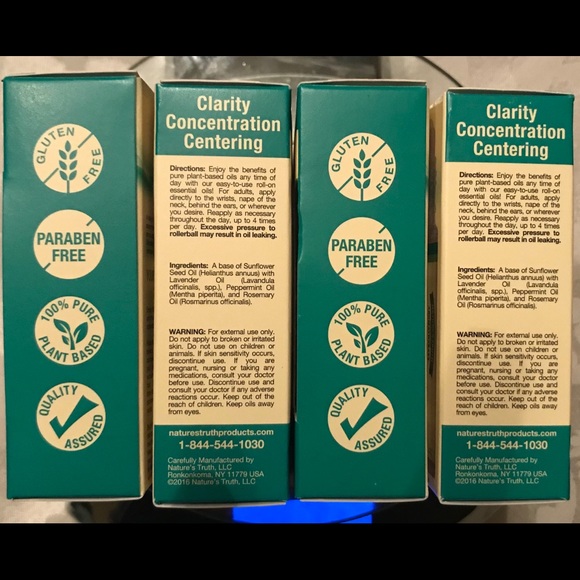 GLUTEN
FREE
PARABEN
FREE
100% PURE
PLANT BASED
QUALITY
ASSURED
Clarity
Concentration
Centering
Directions: Enjoy the benefits of
pure plant-based oils any time of
day with our easy-to-use roll-on
essential oils! For adults, apply
directly to the wrists, nape of the
neck, behind the ears, or wherever
you desire. Reapply as necessary
throughout the day, up to 4 times
per day. Excessive pressure to
rollerball may result in oil leaking.
Ingredients: A base of Sunflower
Seed Oil (Helianthus annuus) with
Lavender Oil (Lavandula
officinalis, spp.), Peppermint Oil
(Mentha piperita), and Rosemary
Oil (Rosmarinus officinalis).
WARNING: For external use only.
Do not apply to broken or irritated
skin. Do not use on children or
animals. If skin sensitivity occurs,
discontinue use. If you are
pregnant, nursing or taking any
medications, consult your doctor
before use. Discontinue use and
consult your doctor if any adverse
reactions occur. Keep out of the
reach of children. Keep oils away
from eyes.
naturestruthproducts.com
1-844-544-1030
Carefully Manufactured by
Nature's Truth, LLC
Ronkonkoma, NY 11779 USA
©2016 Nature's Truth, LLC
GLUTEN
FREE
PARABEN
FREE
100% PURE
PLANT BASED
QUALITY
ASSURED
Clarity
Concentration
Centering
Directions: Enjoy the benefits of
pure plant-based oils any time of
day with our easy-to-use roll-on
essential oils! For adults, apply
directly to the wrists, nape of the
neck, behind the ears, or wherever
you desire. Reapply as necessary
throughout the day, up to 4 times
per day. Excessive pressure to
rollerball may result in oil leaking.
Ingredients: A base of Sunflower
Seed Oil (Helianthus annuus) with
Lavender Oil (Lavandula
officinalis, spp.), Peppermint Oil
(Mentha piperita), and Rosemary
Oil (Rosmarinus officinalis).
WARNING: For external use only.
Do not apply to broken or irritated
skin. Do not use on children or
animals. If skin sensitivity occurs,
discontinue use. If you are
pregnant, nursing or taking any
medications, consult your doctor
before use. Discontinue use and
consult your doctor if any adverse
reactions occur. Keep out of the
reach of children. Keep oils away
from eyes.
naturestruthproducts.com
1-844-544-1030
Carefully Manufactured by
Nature's Truth, LLC
Ronkonkoma, NY 11779 USA
©2016 Nature's Truth, LLC